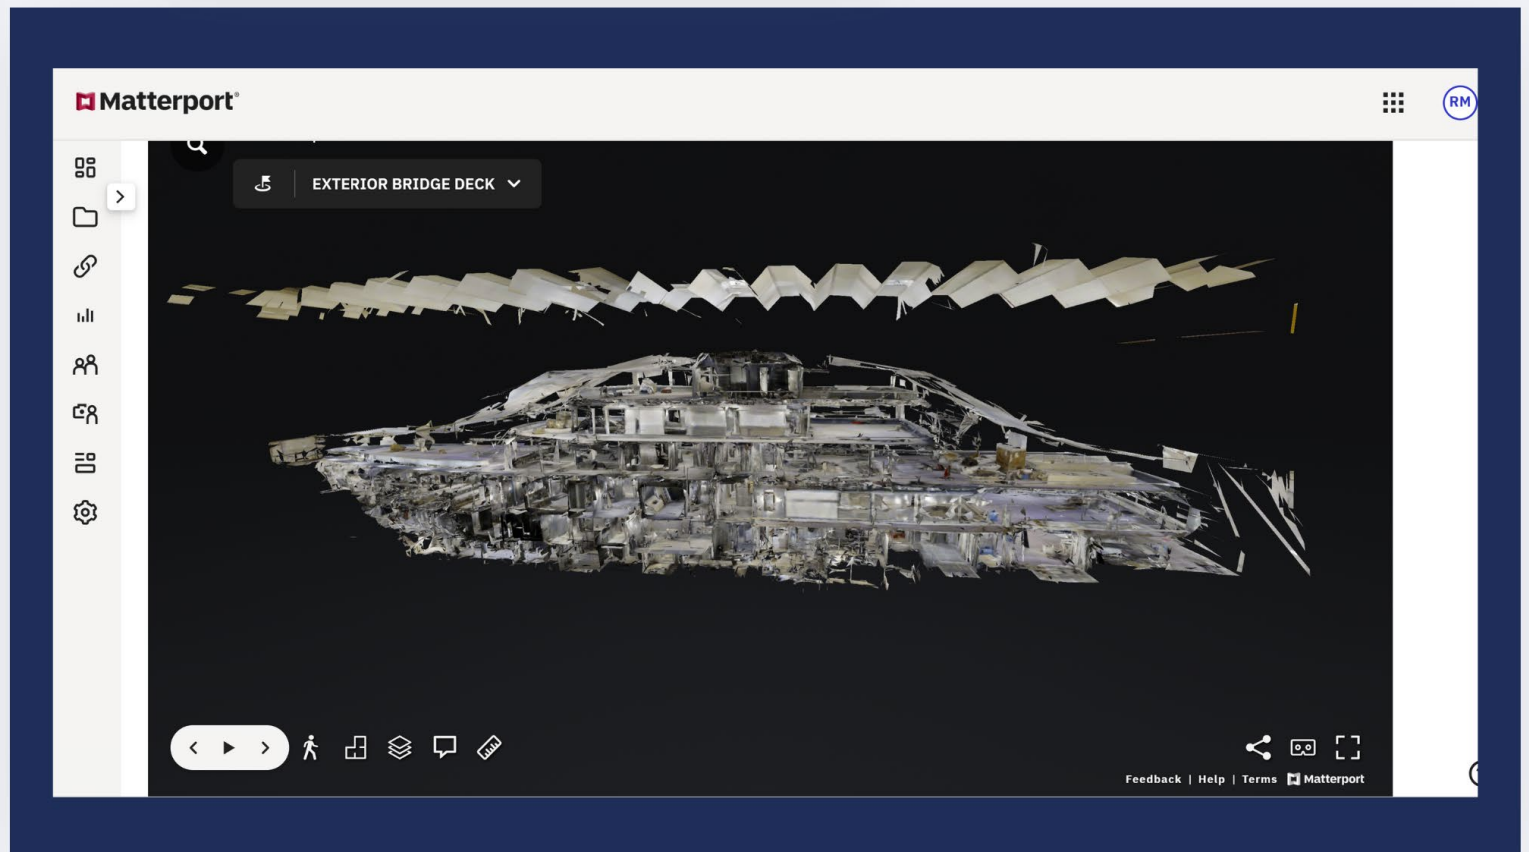 Matterport®
RM
EXTERIOR BRIDGE DECK
Feedback | Help | Terms Matterport